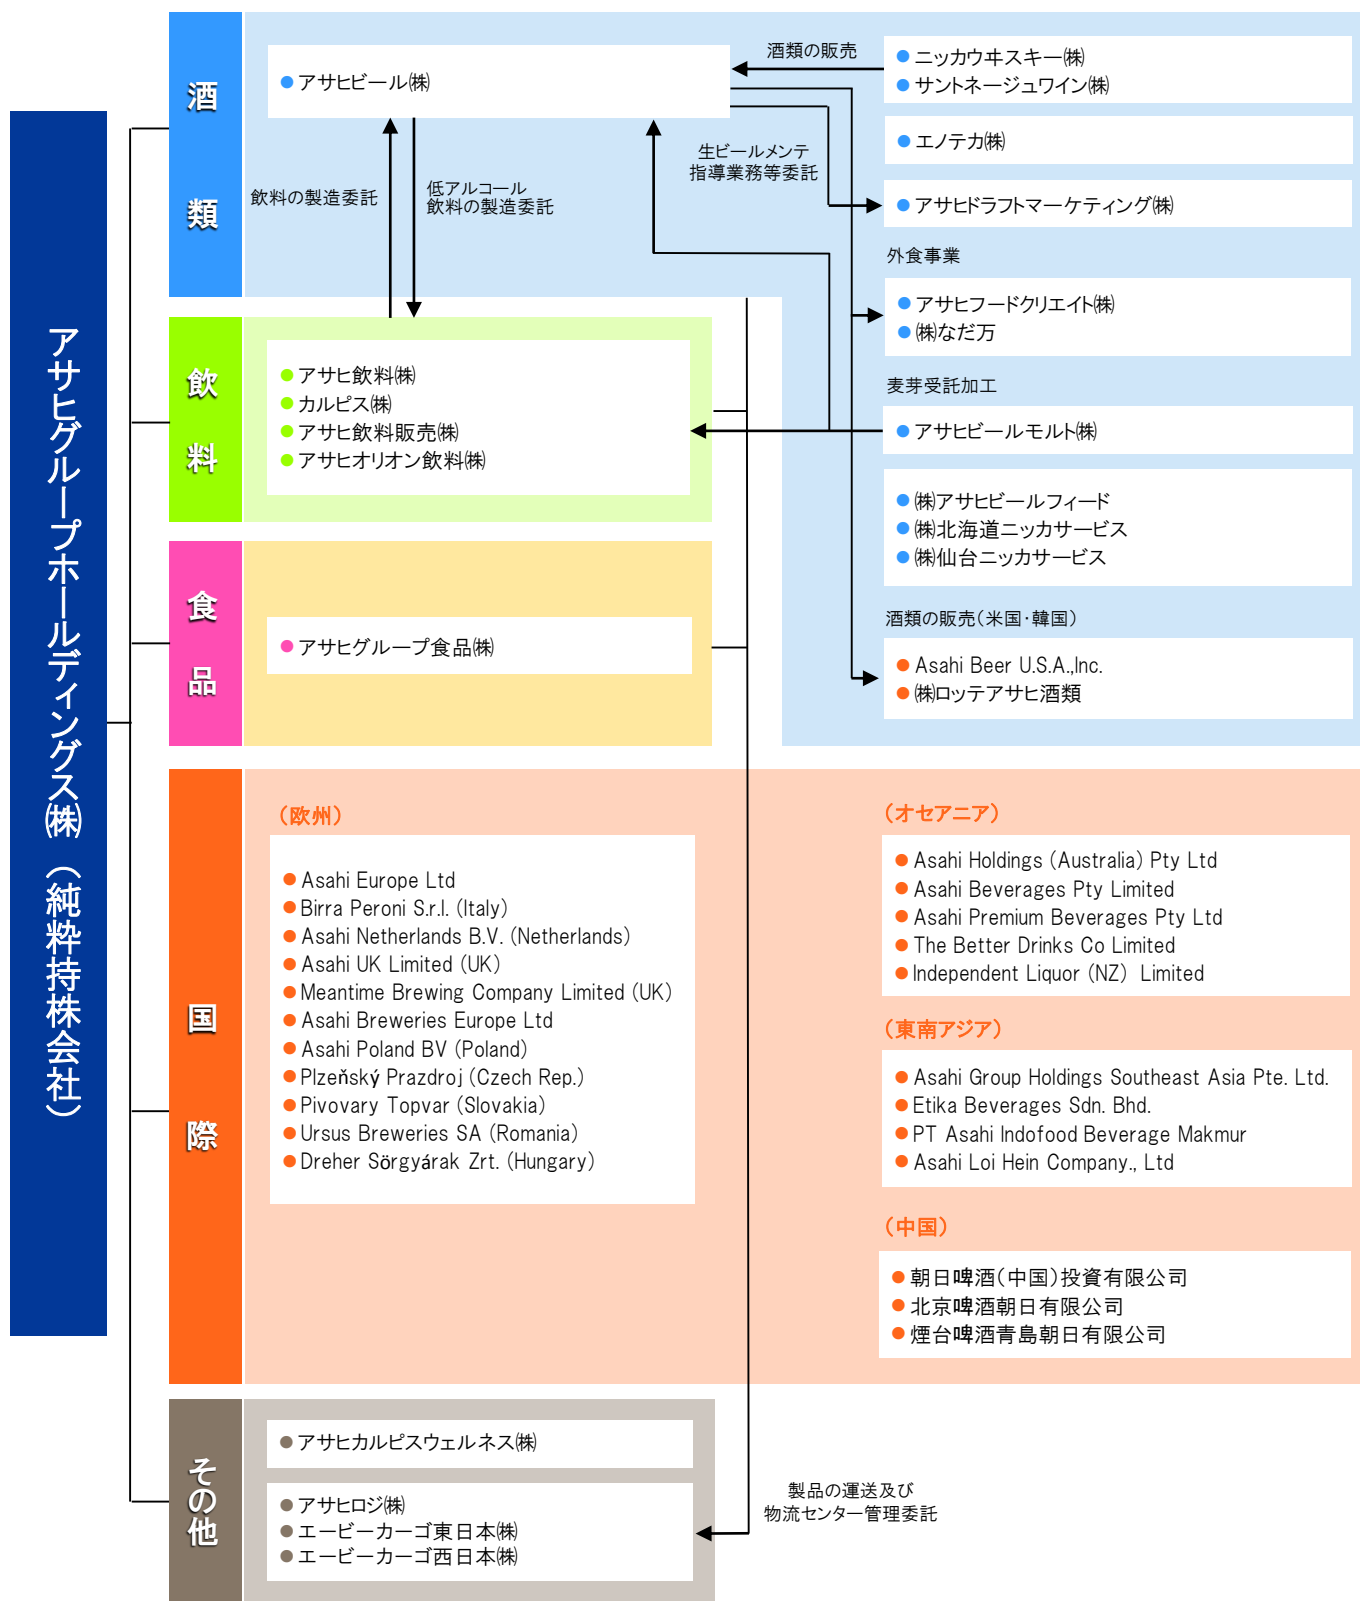 アサヒグループホールディングス㈱（純粋持株会社）
酒類
アサヒビール㈱
酒類の販売
ニッカウヰスキー㈱
サントネージュワイン㈱
エノテカ㈱
生ビールメンテ
指導業務等委託
アサヒドラフトマーケティング㈱
飲料の製造委託
低アルコール
飲料の製造委託
外食事業
アサヒフードクリエイト㈱
㈱なだ万
麦芽受託加工
アサヒビールモルト㈱
㈱アサヒビールフィード
㈱北海道ニッカサービス
㈱仙台ニッカサービス
酒類の販売（米国･韓国）
Asahi Beer U.S.A.,Inc.
㈱ロッテアサヒ酒類
飲料
アサヒ飲料㈱
カルピス㈱
アサヒ飲料販売㈱
アサヒオリオン飲料㈱
食品
アサヒグループ食品㈱
国際
（欧州）
Asahi Europe Ltd
Birra Peroni S.r.l. (Italy)
Asahi Netherlands B.V. (Netherlands)
Asahi UK Limited (UK)
Meantime Brewing Company Limited (UK)
Asahi Breweries Europe Ltd
Asahi Poland BV (Poland)
Plzeňský Prazdroj (Czech Rep.)
Pivovary Topvar (Slovakia)
Ursus Breweries SA (Romania)
Dreher Sörgyárak Zrt. (Hungary)
（オセアニア）
Asahi Holdings (Australia) Pty Ltd
Asahi Beverages Pty Limited
Asahi Premium Beverages Pty Ltd
The Better Drinks Co Limited
Independent Liquor (NZ) Limited
（東南アジア）
Asahi Group Holdings Southeast Asia Pte. Ltd.
Etika Beverages Sdn. Bhd.
PT Asahi Indofood Beverage Makmur
Asahi Loi Hein Company., Ltd
（中国）
朝日啤酒（中国）投資有限公司
北京啤酒朝日有限公司
煙台啤酒青島朝日有限公司
その他
アサヒカルピスウェルネス㈱
アサヒロジ㈱
エービーカーゴ東日本㈱
エービーカーゴ西日本㈱
製品の運送及び
物流センター管理委託